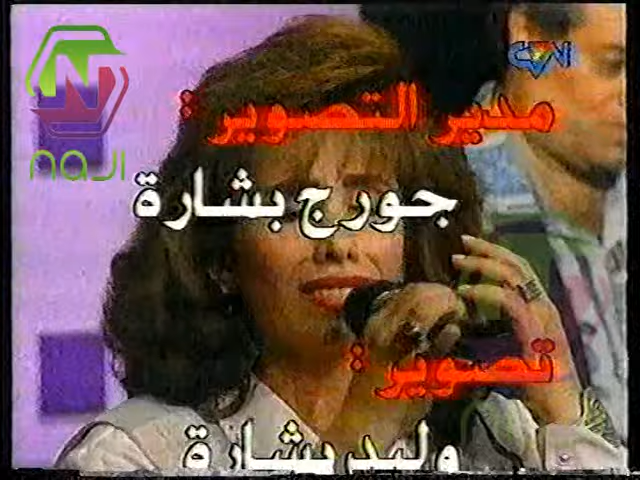 NAJI
مدير التصوير :
جورج بشارة
تصوير :
وليد بشارة